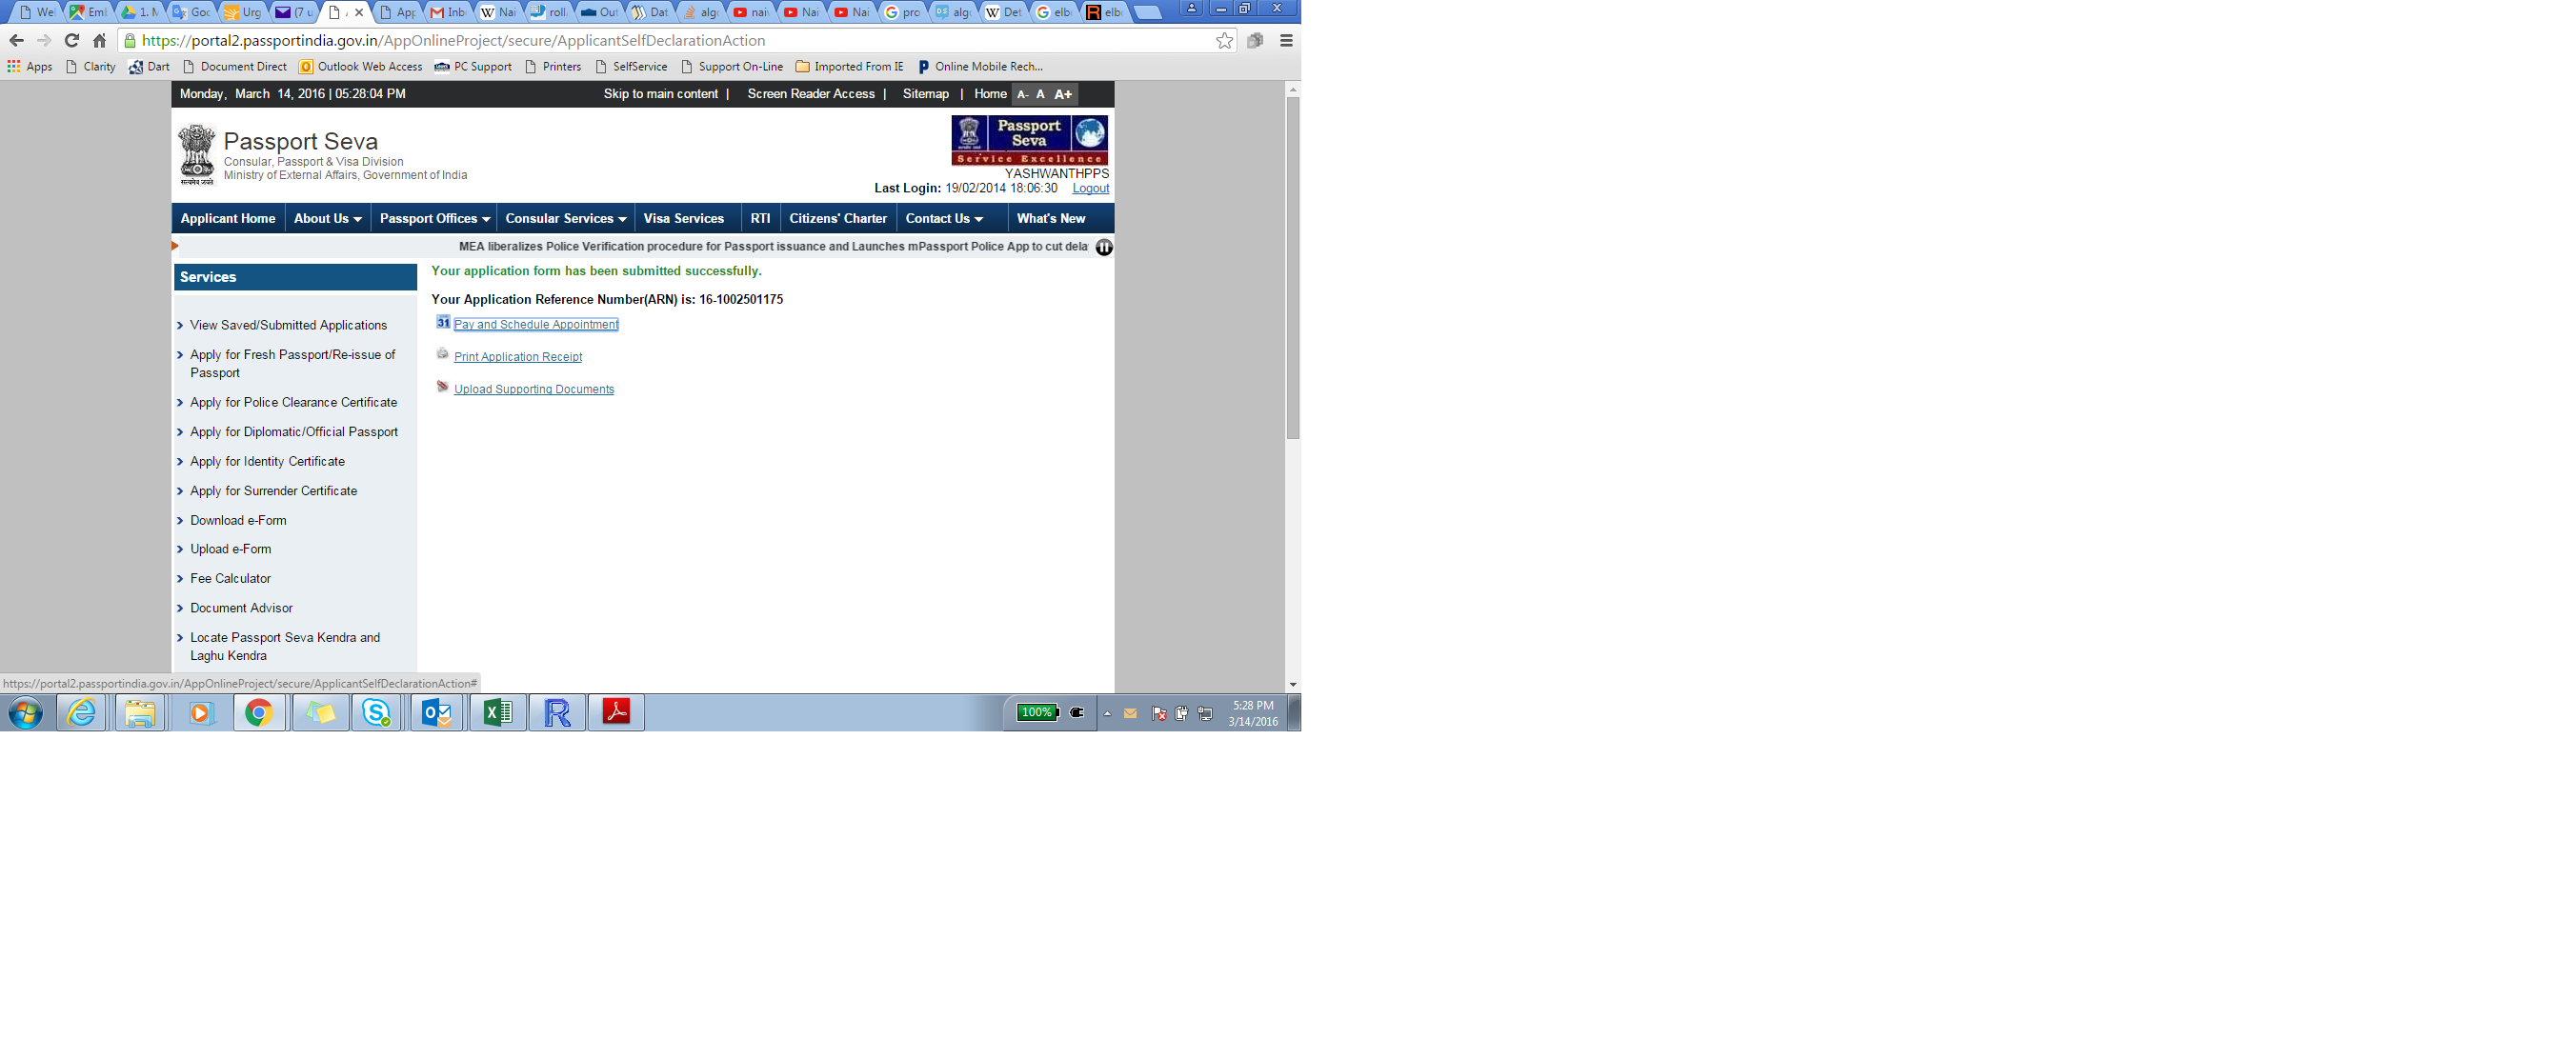 Wel
Eml
1. M
Goo
Urg
(7 u
App
Inb
Nai
roll
Out
Dat
algo
naiv
Nai
Nai
pro
algo
Det
elbo
elbo
https://portal2.passportindia.gov.in/AppOnlineProject/secure/ApplicantSelfDeclarationAction
Apps Clarity Dart Document Direct Outlook Web Access PC Support Printers SelfService Support On-Line Imported From IE Online Mobile Rech...
Monday, March 14, 2016 | 05:28:04 PM
Skip to main content | Screen Reader Access | Sitemap | Home A- A A+
Passport Seva
Consular, Passport & Visa Division
Ministry of External Affairs, Government of India
सत्यमेव जयते
Passport
Seva
Service Excellence
YASHWANTHPPS
Last Login: 19/02/2014 18:06:30 Logout
Applicant Home About Us Passport Offices Consular Services Visa Services RTI Citizens' Charter Contact Us What's New
MEA liberalizes Police Verification procedure for Passport issuance and Launches mPassport Police App to cut dela
Services
View Saved/Submitted Applications
Apply for Fresh Passport/Re-issue of
Passport
Apply for Police Clearance Certificate
Apply for Diplomatic/Official Passport
Apply for Identity Certificate
Apply for Surrender Certificate
Download e-Form
Upload e-Form
Fee Calculator
Document Advisor
Locate Passport Seva Kendra and
Laghu Kendra
Your application form has been submitted successfully.
Your Application Reference Number(ARN) is: 16-1002501175
31 Pay and Schedule Appointment
Print Application Receipt
Upload Supporting Documents
https://portal2.passportindia.gov.in/AppOnlineProject/secure/ApplicantSelfDeclarationAction#
100%
5:28 PM
3/14/2016